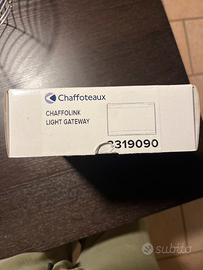 Chaffoteaux
CHAFFOLINK
LIGHT GATEWAY
3319090
subito